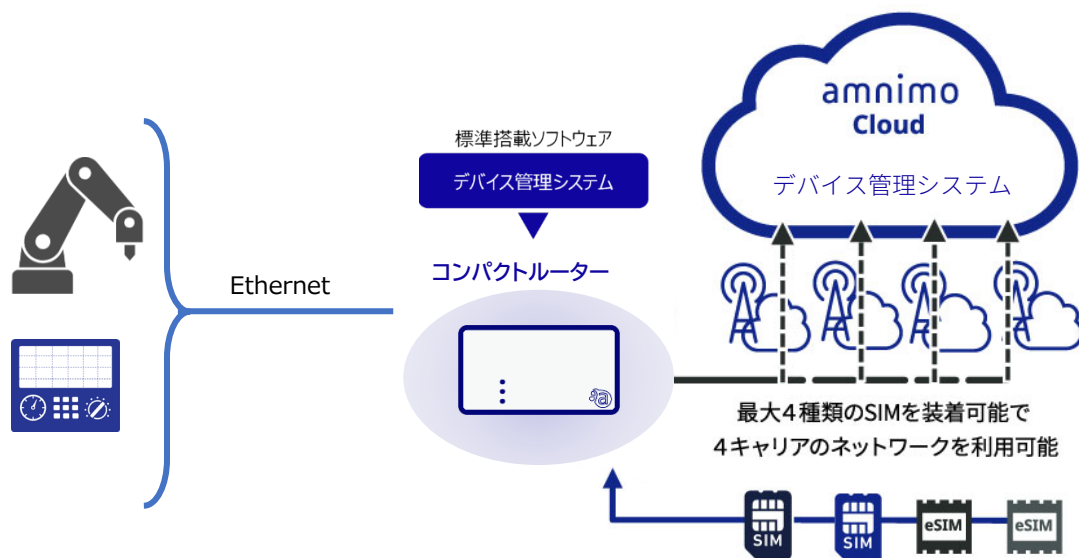 amnimo
Cloud
デバイス管理システム
標準搭載ソフトウェア
デバイス管理システム
コンパクトルーター
Ethernet
a
最大4種類のSIMを装着可能で
4キャリアのネットワークを利用可能
SIM
SIM
eSIM
eSIM